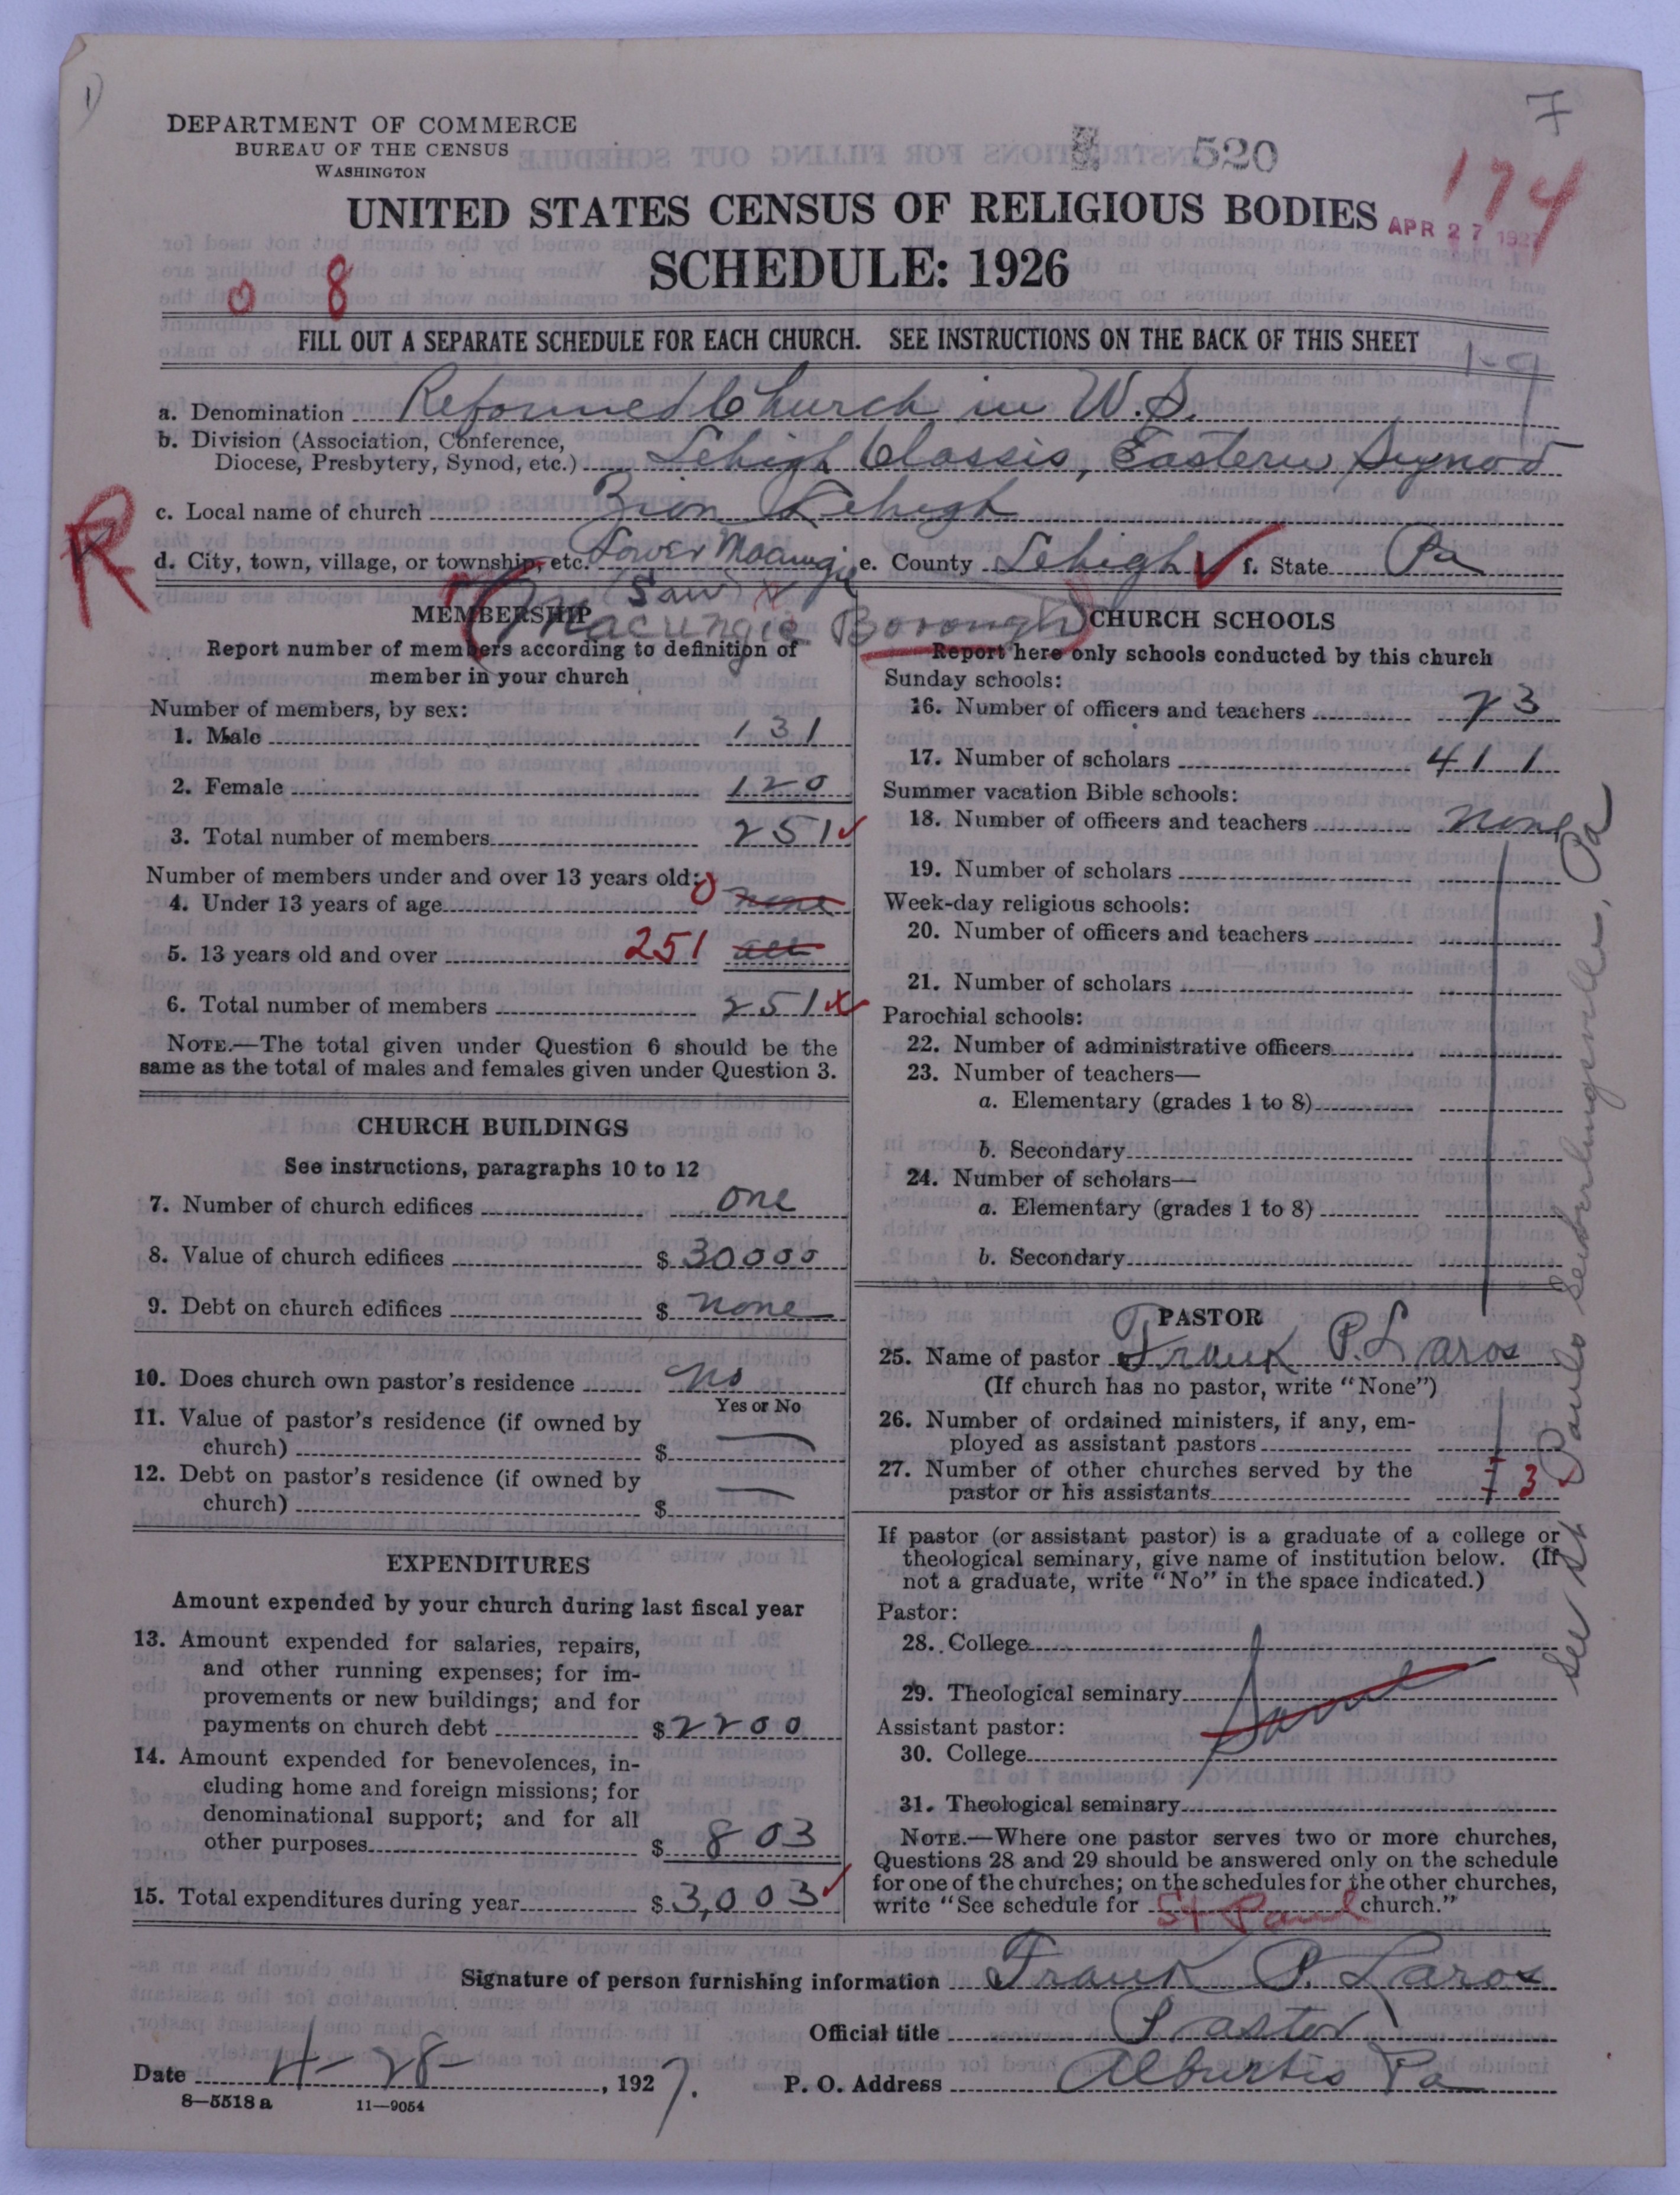 DEPARTMENT OF COMMERCE
BUREAU OF THE CENSUS
WASHINGTON
520
7
174
UNITED STATES CENSUS OF RELIGIOUS BODIES
APR 27 1927
SCHEDULE: 1926
0 8
FILL OUT A SEPARATE SCHEDULE FOR EACH CHURCH. SEE INSTRUCTIONS ON THE BACK OF THIS SHEET
1-9
a. Denomination Reformed Church in U.S.
b. Division (Association, Conference,
Diocese, Presbytery, Synod, etc.) Lehigh Classis, Eastern Synod
R
c. Local name of church Zion Lehigh
d. City, town, village, or township, etc. Lower Macungie e. County Lehigh f. State Pa
(Macungie Borough)
MEMBERSHIP
Report number of members according to definition of
member in your church
Number of members, by sex:
1. Male 131
2. Female 120
3. Total number of members 251
Number of members under and over 13 years old:
4. Under 13 years of age 0 none
5. 13 years old and over 251 all
6. Total number of members 251
NOTE.—The total given under Question 6 should be the
same as the total of males and females given under Question 3.
CHURCH BUILDINGS
See instructions, paragraphs 10 to 12
7. Number of church edifices one
8. Value of church edifices $ 30000
9. Debt on church edifices $ none
10. Does church own pastor's residence No
Yes or No
11. Value of pastor's residence (if owned by
church) $ —
12. Debt on pastor's residence (if owned by
church) $ —
EXPENDITURES
Amount expended by your church during last fiscal year
13. Amount expended for salaries, repairs,
and other running expenses; for im-
provements or new buildings; and for
payments on church debt $ 2200
14. Amount expended for benevolences, in-
cluding home and foreign missions; for
denominational support; and for all
other purposes $ 803
15. Total expenditures during year $ 3,003
CHURCH SCHOOLS
Report here only schools conducted by this church
Sunday schools:
16. Number of officers and teachers 23
17. Number of scholars 411
Summer vacation Bible schools:
18. Number of officers and teachers none
19. Number of scholars
Week-day religious schools:
20. Number of officers and teachers
21. Number of scholars
Parochial schools:
22. Number of administrative officers
23. Number of teachers—
a. Elementary (grades 1 to 8)
b. Secondary
24. Number of scholars—
a. Elementary (grades 1 to 8)
b. Secondary
PASTOR
25. Name of pastor Frank P. Laros
(If church has no pastor, write "None")
26. Number of ordained ministers, if any, em-
ployed as assistant pastors
27. Number of other churches served by the
pastor or his assistants 3
If pastor (or assistant pastor) is a graduate of a college or
theological seminary, give name of institution below. (If
not a graduate, write "No" in the space indicated.)
Pastor:
28. College
29. Theological seminary
Same
Assistant pastor:
30. College
31. Theological seminary
NOTE.—Where one pastor serves two or more churches,
Questions 28 and 29 should be answered only on the schedule
for one of the churches; on the schedules for the other churches,
write "See schedule for St Paul church."
See St Pauls Seiberlingsville, Pa
Signature of person furnishing information Frank P. Laros
Official title Pastor
Date 4-28-, 1927. P. O. Address Alburtis Pa
8—5518 a 11—9054